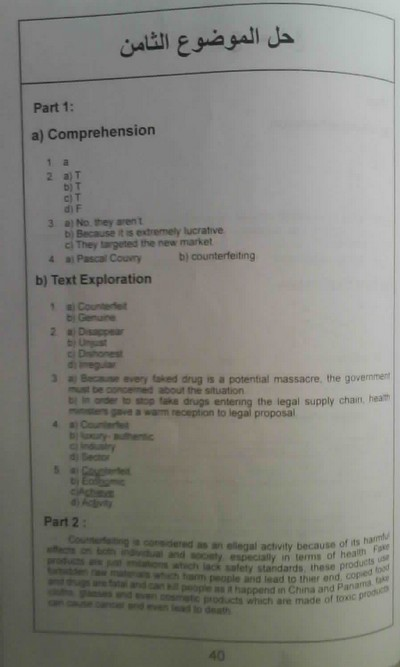 حل الموضوع الثامن
Part 1:
a) Comprehension
1 a
2. a) T
b) T
c) T
d) F
3 a) No, they aren't.
b) Because it is extremely lucrative.
c) They targeted the new market.
4 a) Pascal Couvry b) counterfeiting.
b) Text Exploration
1 a) Counterfeit
b) Genuine
2 a) Disappear
b) Unjust
c) Dishonest
d) Irregular
3 a) Because every faked drug is a potential massacre, the government
must be concerned about the situation.
b) In order to stop fake drugs entering the legal supply chain, health
ministers gave a warm reception to legal proposal.
4. a) Counterfeit
b) luxury- authentic
c) Industry
d) Sector
5. a) Counterfeit
b) Economic
c) Achieve
d) Activity
Part 2 :
Counterfeiting is considered as an ellegal activity because of its harmful
effects on both individual and society, especially in terms of health. Fake
products are just imitations which lack safety standards, these products use
forbidden raw materials which harm people and lead to thier end, copied food
and drugs are fatal and can kill people as it happend in China and Panama, fake
cloths, glasses and even cosmetic products which are made of toxic products
can cause cancer and even lead to death.
40